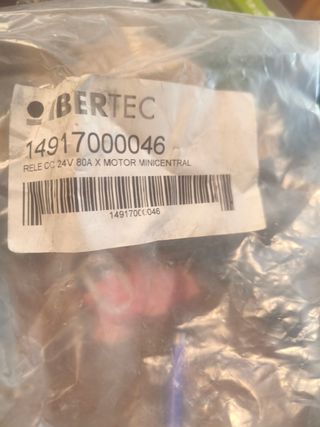 IBERTEC
14917000046
RELE CC 24V 80A X MOTOR MINICENTRAL
14917000046